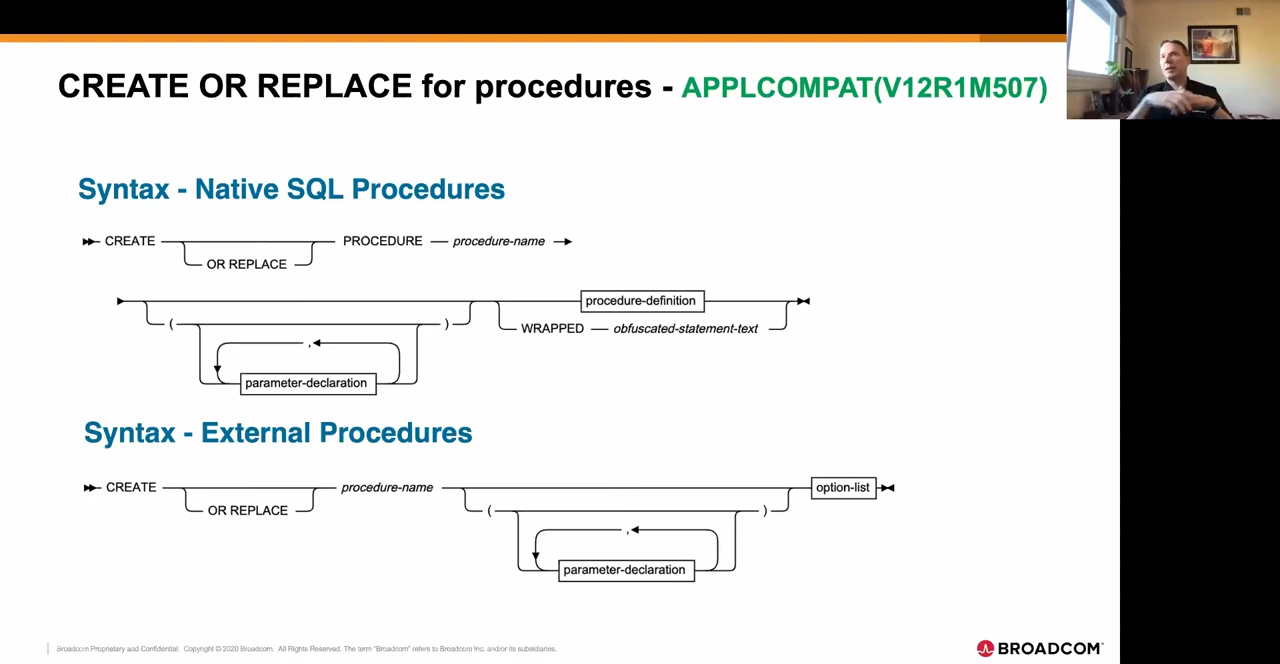 CREATE OR REPLACE for procedures - APPLCOMPAT(V12R1M507)
Syntax - Native SQL Procedures
CREATE PROCEDURE procedure-name
OR REPLACE
procedure-definition
( )
WRAPPED obfuscated-statement-text
,
parameter-declaration
Syntax - External Procedures
CREATE procedure-name option-list
OR REPLACE ( )
,
parameter-declaration
Broadcom Proprietary and Confidential. Copyright © 2020 Broadcom. All Rights Reserved. The term "Broadcom" refers to Broadcom Inc. and/or its subsidiaries.
BROADCOM